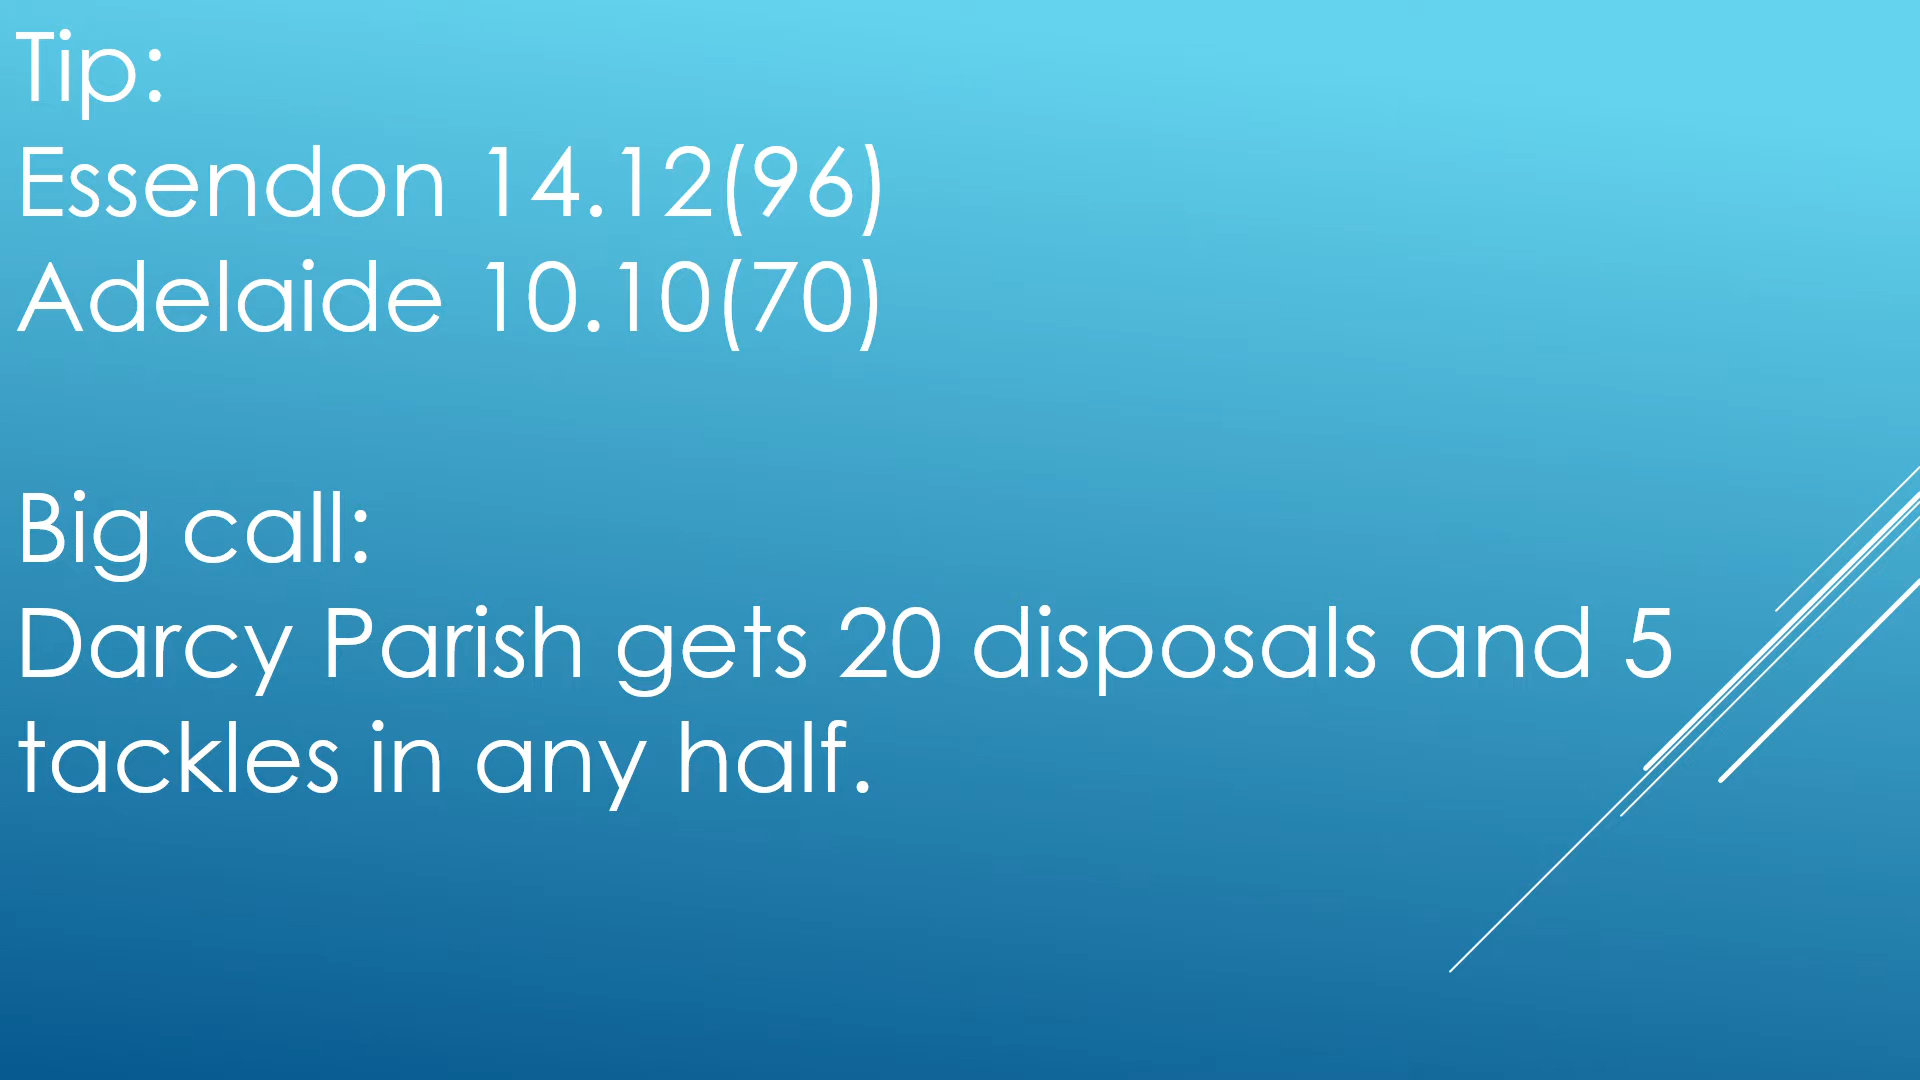 Tip:
Essendon 14.12(96)
Adelaide 10.10(70)
Big call:
Darcy Parish gets 20 disposals and 5
tackles in any half.